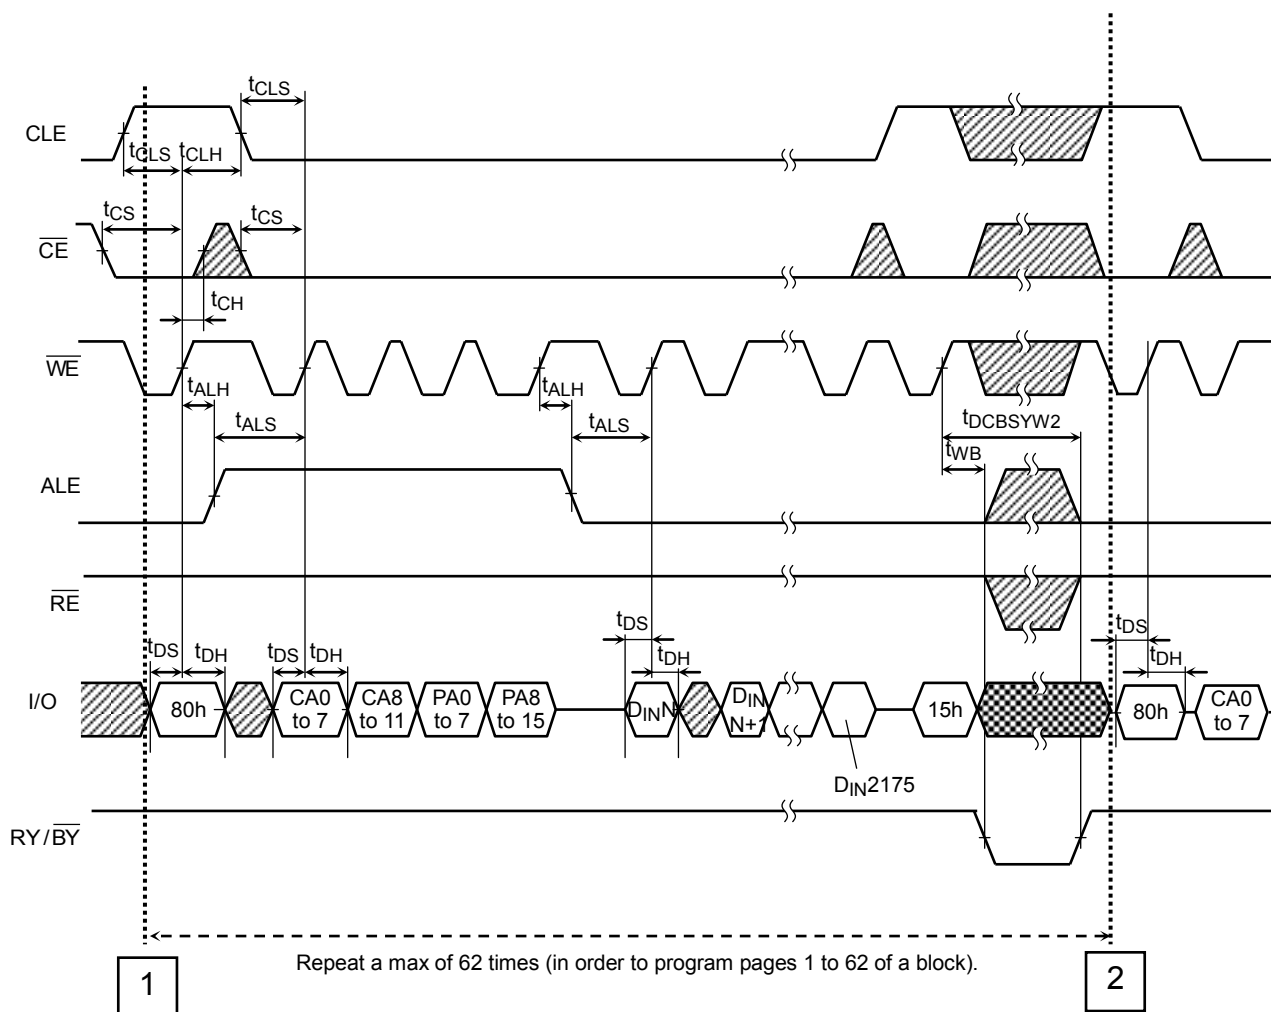 tCLS
CLE
tCLS tCLH
tCS tCS
CE
tCH
WE
tALH tALH
tALS tALS tDCBSYW2
tWB
ALE
RE
tDS tDS
tDS tDH tDS tDH tDH tDH
I/O
80h
CA0
to 7
CA8
to 11
PA0
to 7
PA8
to 15
DINN
DIN
N+1
15h
80h
CA0
to 7
DIN2175
RY/BY
Repeat a max of 62 times (in order to program pages 1 to 62 of a block).
1
2